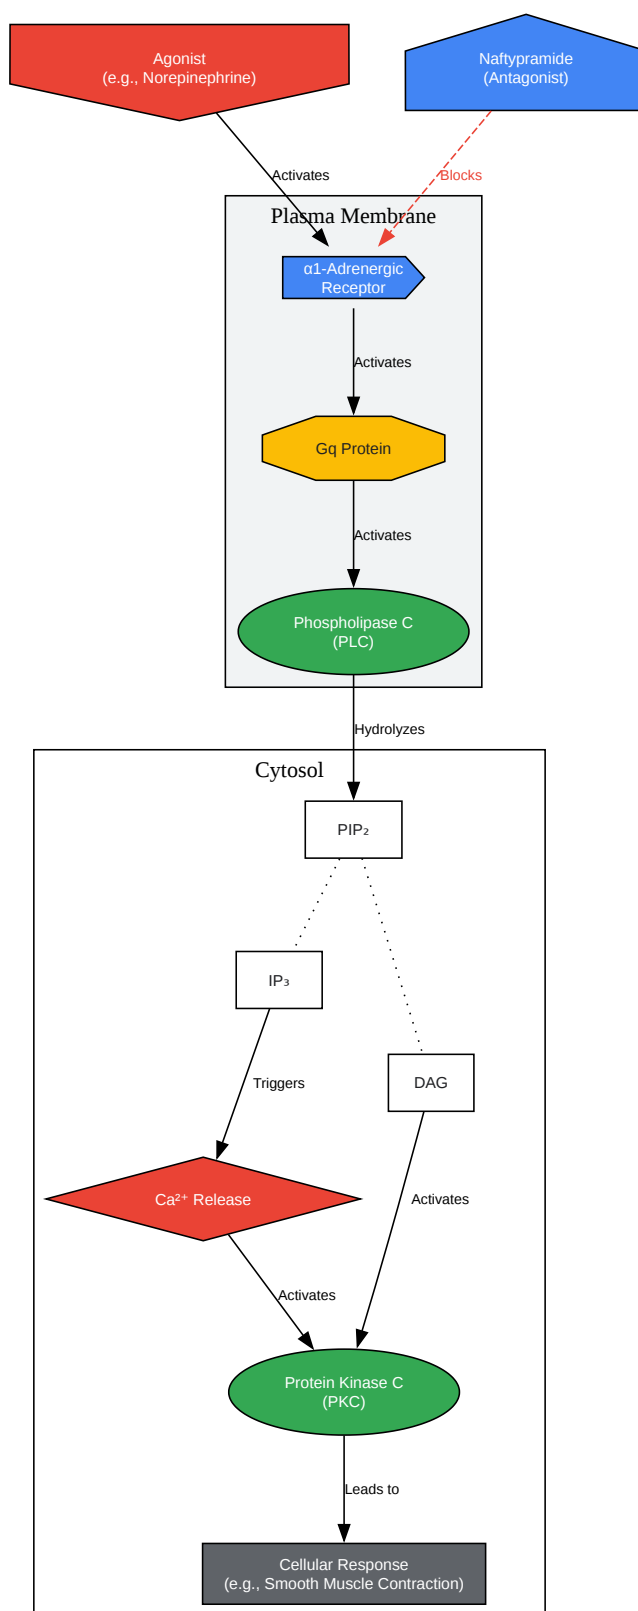 Agonist
(e.g., Norepinephrine)
Naftypramide
(Antagonist)
Activates
Blocks
Plasma Membrane
α1-Adrenergic
Receptor
Activates
Gq Protein
Activates
Phospholipase C
(PLC)
Hydrolyzes
Cytosol
PIP₂
IP₃
DAG
Triggers
Ca²⁺ Release
Activates
Activates
Protein Kinase C
(PKC)
Leads to
Cellular Response
(e.g., Smooth Muscle Contraction)